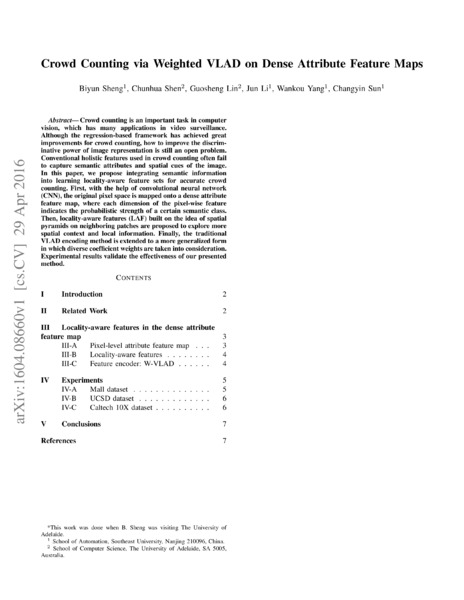 Crowd Counting via Weighted VLAD on Dense Attribute Feature Maps
Biyun Sheng¹, Chunhua Shen², Guosheng Lin², Jun Li¹, Wankou Yang¹, Changyin Sun¹
Abstract— Crowd counting is an important task in computer
vision, which has many applications in video surveillance.
Although the regression-based framework has achieved great
improvements for crowd counting, how to improve the discrim-
inative power of image representation is still an open problem.
Conventional holistic features used in crowd counting often fail
to capture semantic attributes and spatial cues of the image.
In this paper, we propose integrating semantic information
into learning locality-aware feature sets for accurate crowd
counting. First, with the help of convolutional neural network
(CNN), the original pixel space is mapped onto a dense attribute
feature map, where each dimension of the pixel-wise feature
indicates the probabilistic strength of a certain semantic class.
Then, locality-aware features (LAF) built on the idea of spatial
pyramids on neighboring patches are proposed to explore more
spatial context and local information. Finally, the traditional
VLAD encoding method is extended to a more generalized form
in which diverse coefficient weights are taken into consideration.
Experimental results validate the effectiveness of our presented
method.
CONTENTS
I Introduction 2
II Related Work 2
III Locality-aware features in the dense attribute
feature map 3
III-A Pixel-level attribute feature map . . . 3
III-B Locality-aware features . . . . . . . . 4
III-C Feature encoder: W-VLAD . . . . . . 4
IV Experiments 5
IV-A Mall dataset . . . . . . . . . . . . . . 5
IV-B UCSD dataset . . . . . . . . . . . . . 6
IV-C Caltech 10X dataset . . . . . . . . . . 6
V Conclusions 7
References 7
*This work was done when B. Sheng was visiting The University of
Adelaide.
¹ School of Automation, Southeast University, Nanjing 210096, China.
² School of Computer Science, The University of Adelaide, SA 5005,
Australia.
arXiv:1604.08660v1 [cs.CV] 29 Apr 2016